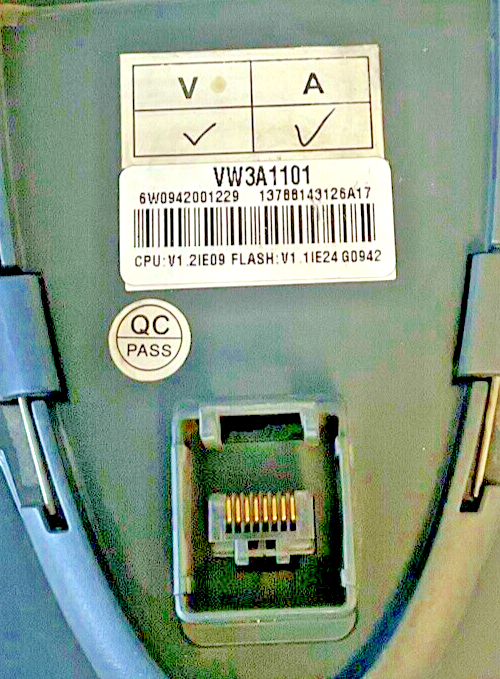 V A
VW3A1101
6W0942001229 13788143126A17
CPU:V1.2IE09 FLASH:V1.1IE24 G0942
QC
PASS